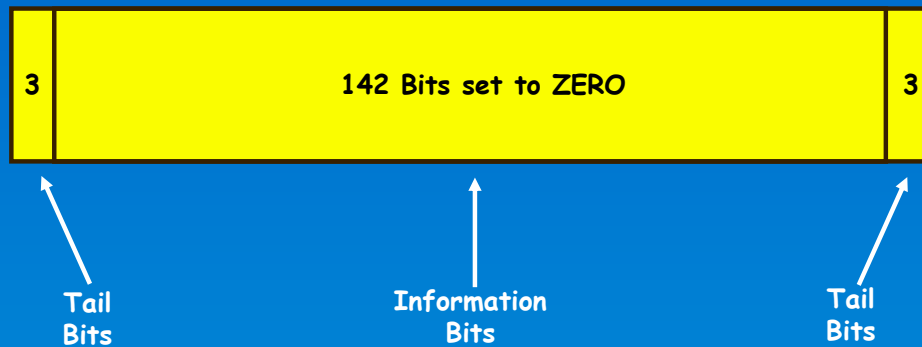 3 142 Bits set to ZERO 3
Tail Information Tail
Bits Bits Bits